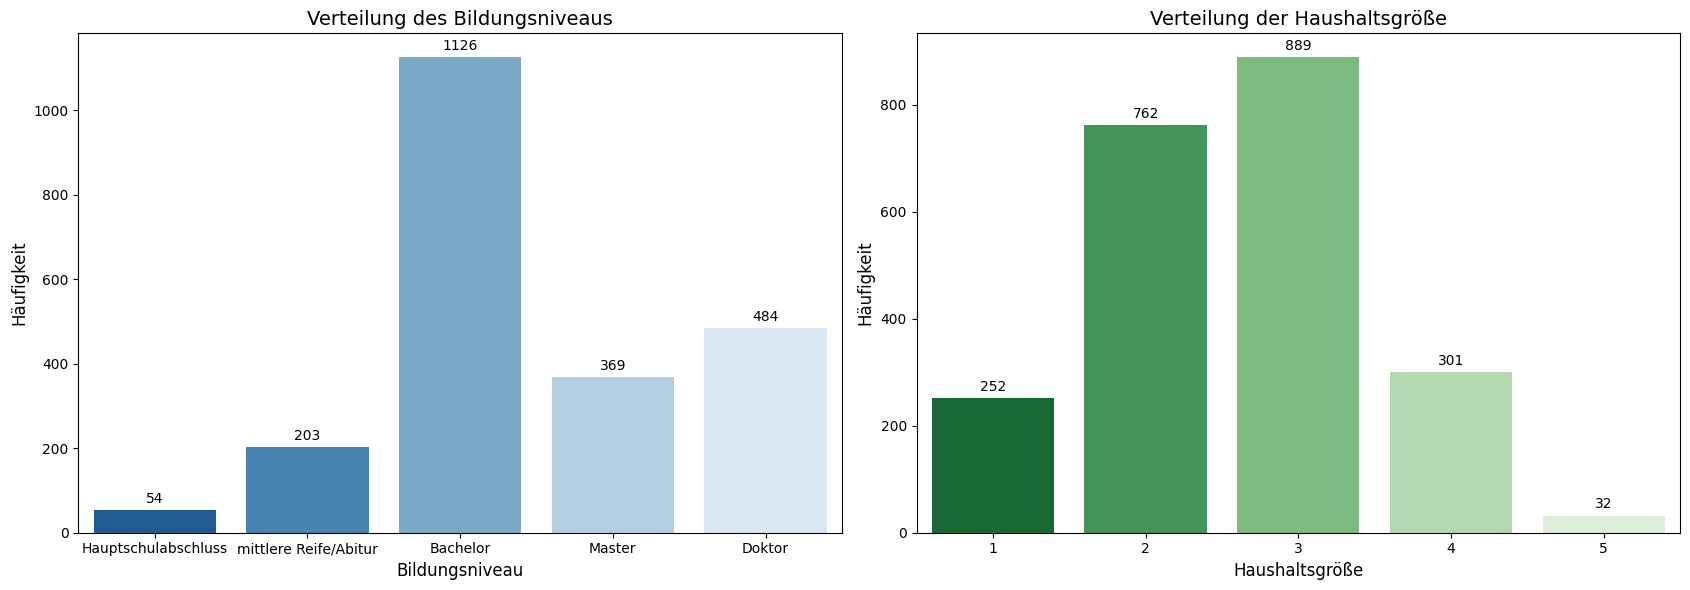 Verteilung des Bildungsniveaus
Häufigkeit
1000
800
600
400
200
0
54
203
1126
369
484
Hauptschulabschluss
mittlere Reife/Abitur
Bachelor
Master
Doktor
Bildungsniveau
Verteilung der Haushaltsgröße
Häufigkeit
800
600
400
200
0
252
762
889
301
32
1
2
3
4
5
Haushaltsgröße